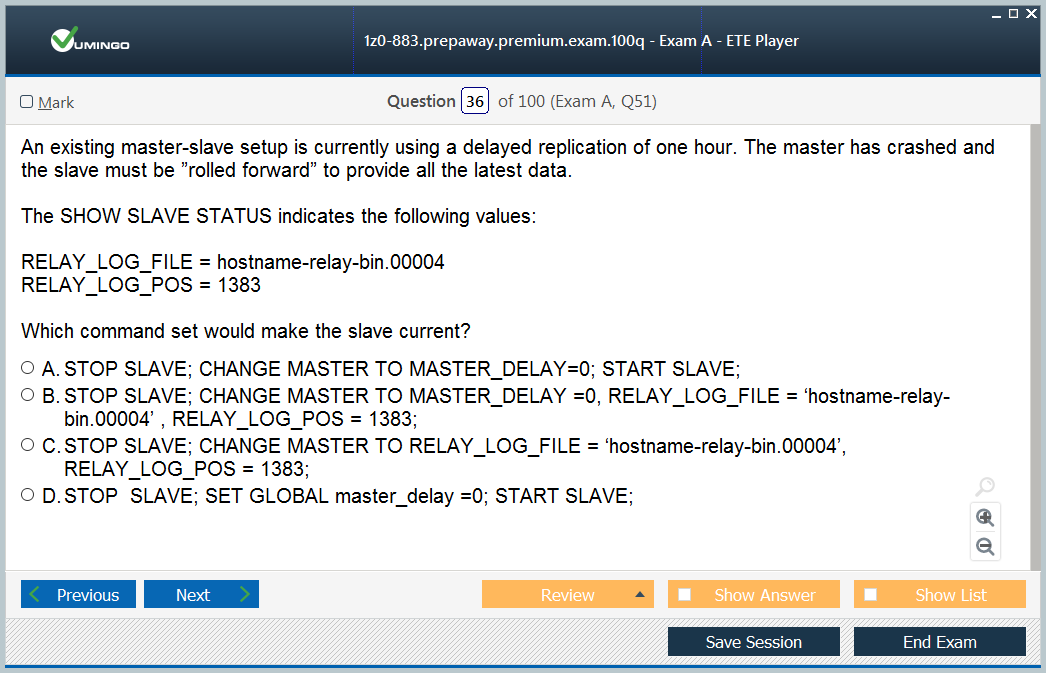 VUMINGO
1z0-883.prepaway.premium.exam.100q - Exam A - ETE Player
Mark
Question 36 of 100 (Exam A, Q51)
An existing master-slave setup is currently using a delayed replication of one hour. The master has crashed and
the slave must be ”rolled forward” to provide all the latest data.
The SHOW SLAVE STATUS indicates the following values:
RELAY_LOG_FILE = hostname-relay-bin.00004
RELAY_LOG_POS = 1383
Which command set would make the slave current?
A. STOP SLAVE; CHANGE MASTER TO MASTER_DELAY=0; START SLAVE;
B. STOP SLAVE; CHANGE MASTER TO MASTER_DELAY =0, RELAY_LOG_FILE = ‘hostname-relay-
bin.00004’ , RELAY_LOG_POS = 1383;
C. STOP SLAVE; CHANGE MASTER TO RELAY_LOG_FILE = ‘hostname-relay-bin.00004’,
RELAY_LOG_POS = 1383;
D. STOP  SLAVE; SET GLOBAL master_delay =0; START SLAVE;
Previous
Next
Review
Show Answer
Show List
Save Session
End Exam